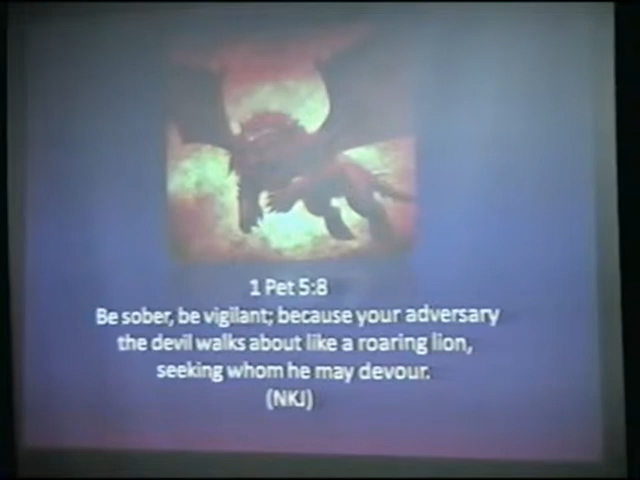 1 Pet 5:8
Be sober, be vigilant; because your adversary
the devil walks about like a roaring lion,
seeking whom he may devour.
(NKJ)